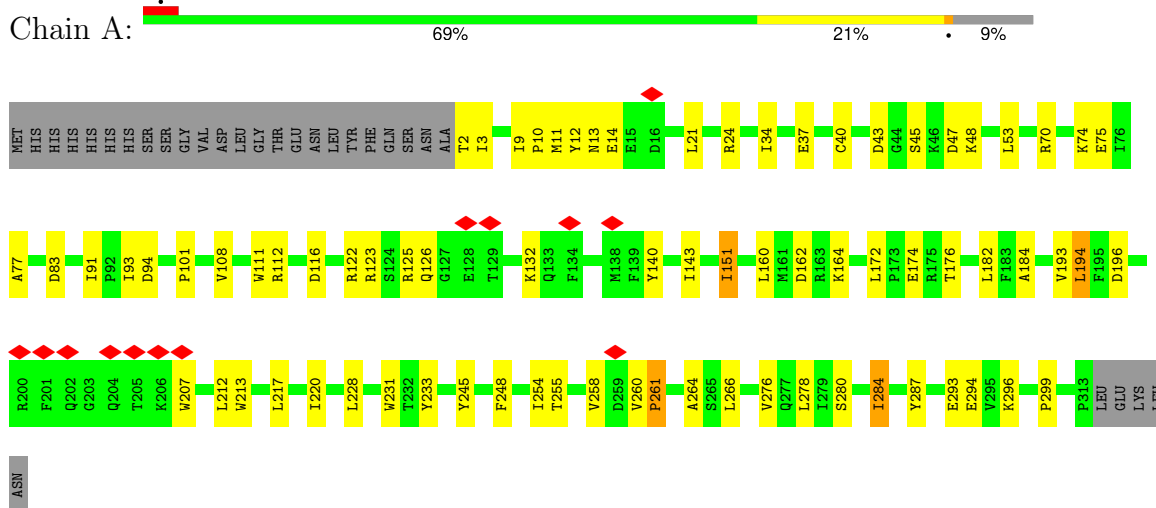 Chain A:
69% 21% • 9%
MET HIS HIS HIS HIS HIS HIS SER SER GLY VAL ASP LEU GLY THR GLU ASN LEU TYR PHE GLN SER ASN ALA T2 I3 I9 P10 M11 Y12 N13 E14 E15 D16 L21 R24 I34 E37 C40 D43 G44 S45 K46 D47 K48 L53 R70 K74 E75 I76
A77 D83 I91 P92 I93 D94 P101 V108 W111 R112 D116 R122 R123 S124 R125 Q126 G127 E128 T129 K132 Q133 F134 M138 F139 Y140 I143 I151 L160 M161 D162 R163 K164 L172 P173 E174 R175 T176 L182 F183 A184 V193 L194 F195 D196
R200 F201 Q202 G203 Q204 T205 K206 W207 L212 W213 L217 I220 L228 W231 T232 Y233 Y245 F248 I254 T255 V258 D259 V260 P261 A264 S265 L266 V276 Q277 L278 I279 S280 I284 Y287 E293 E294 V295 K296 P299 P313 LEU GLU LYS
ASN